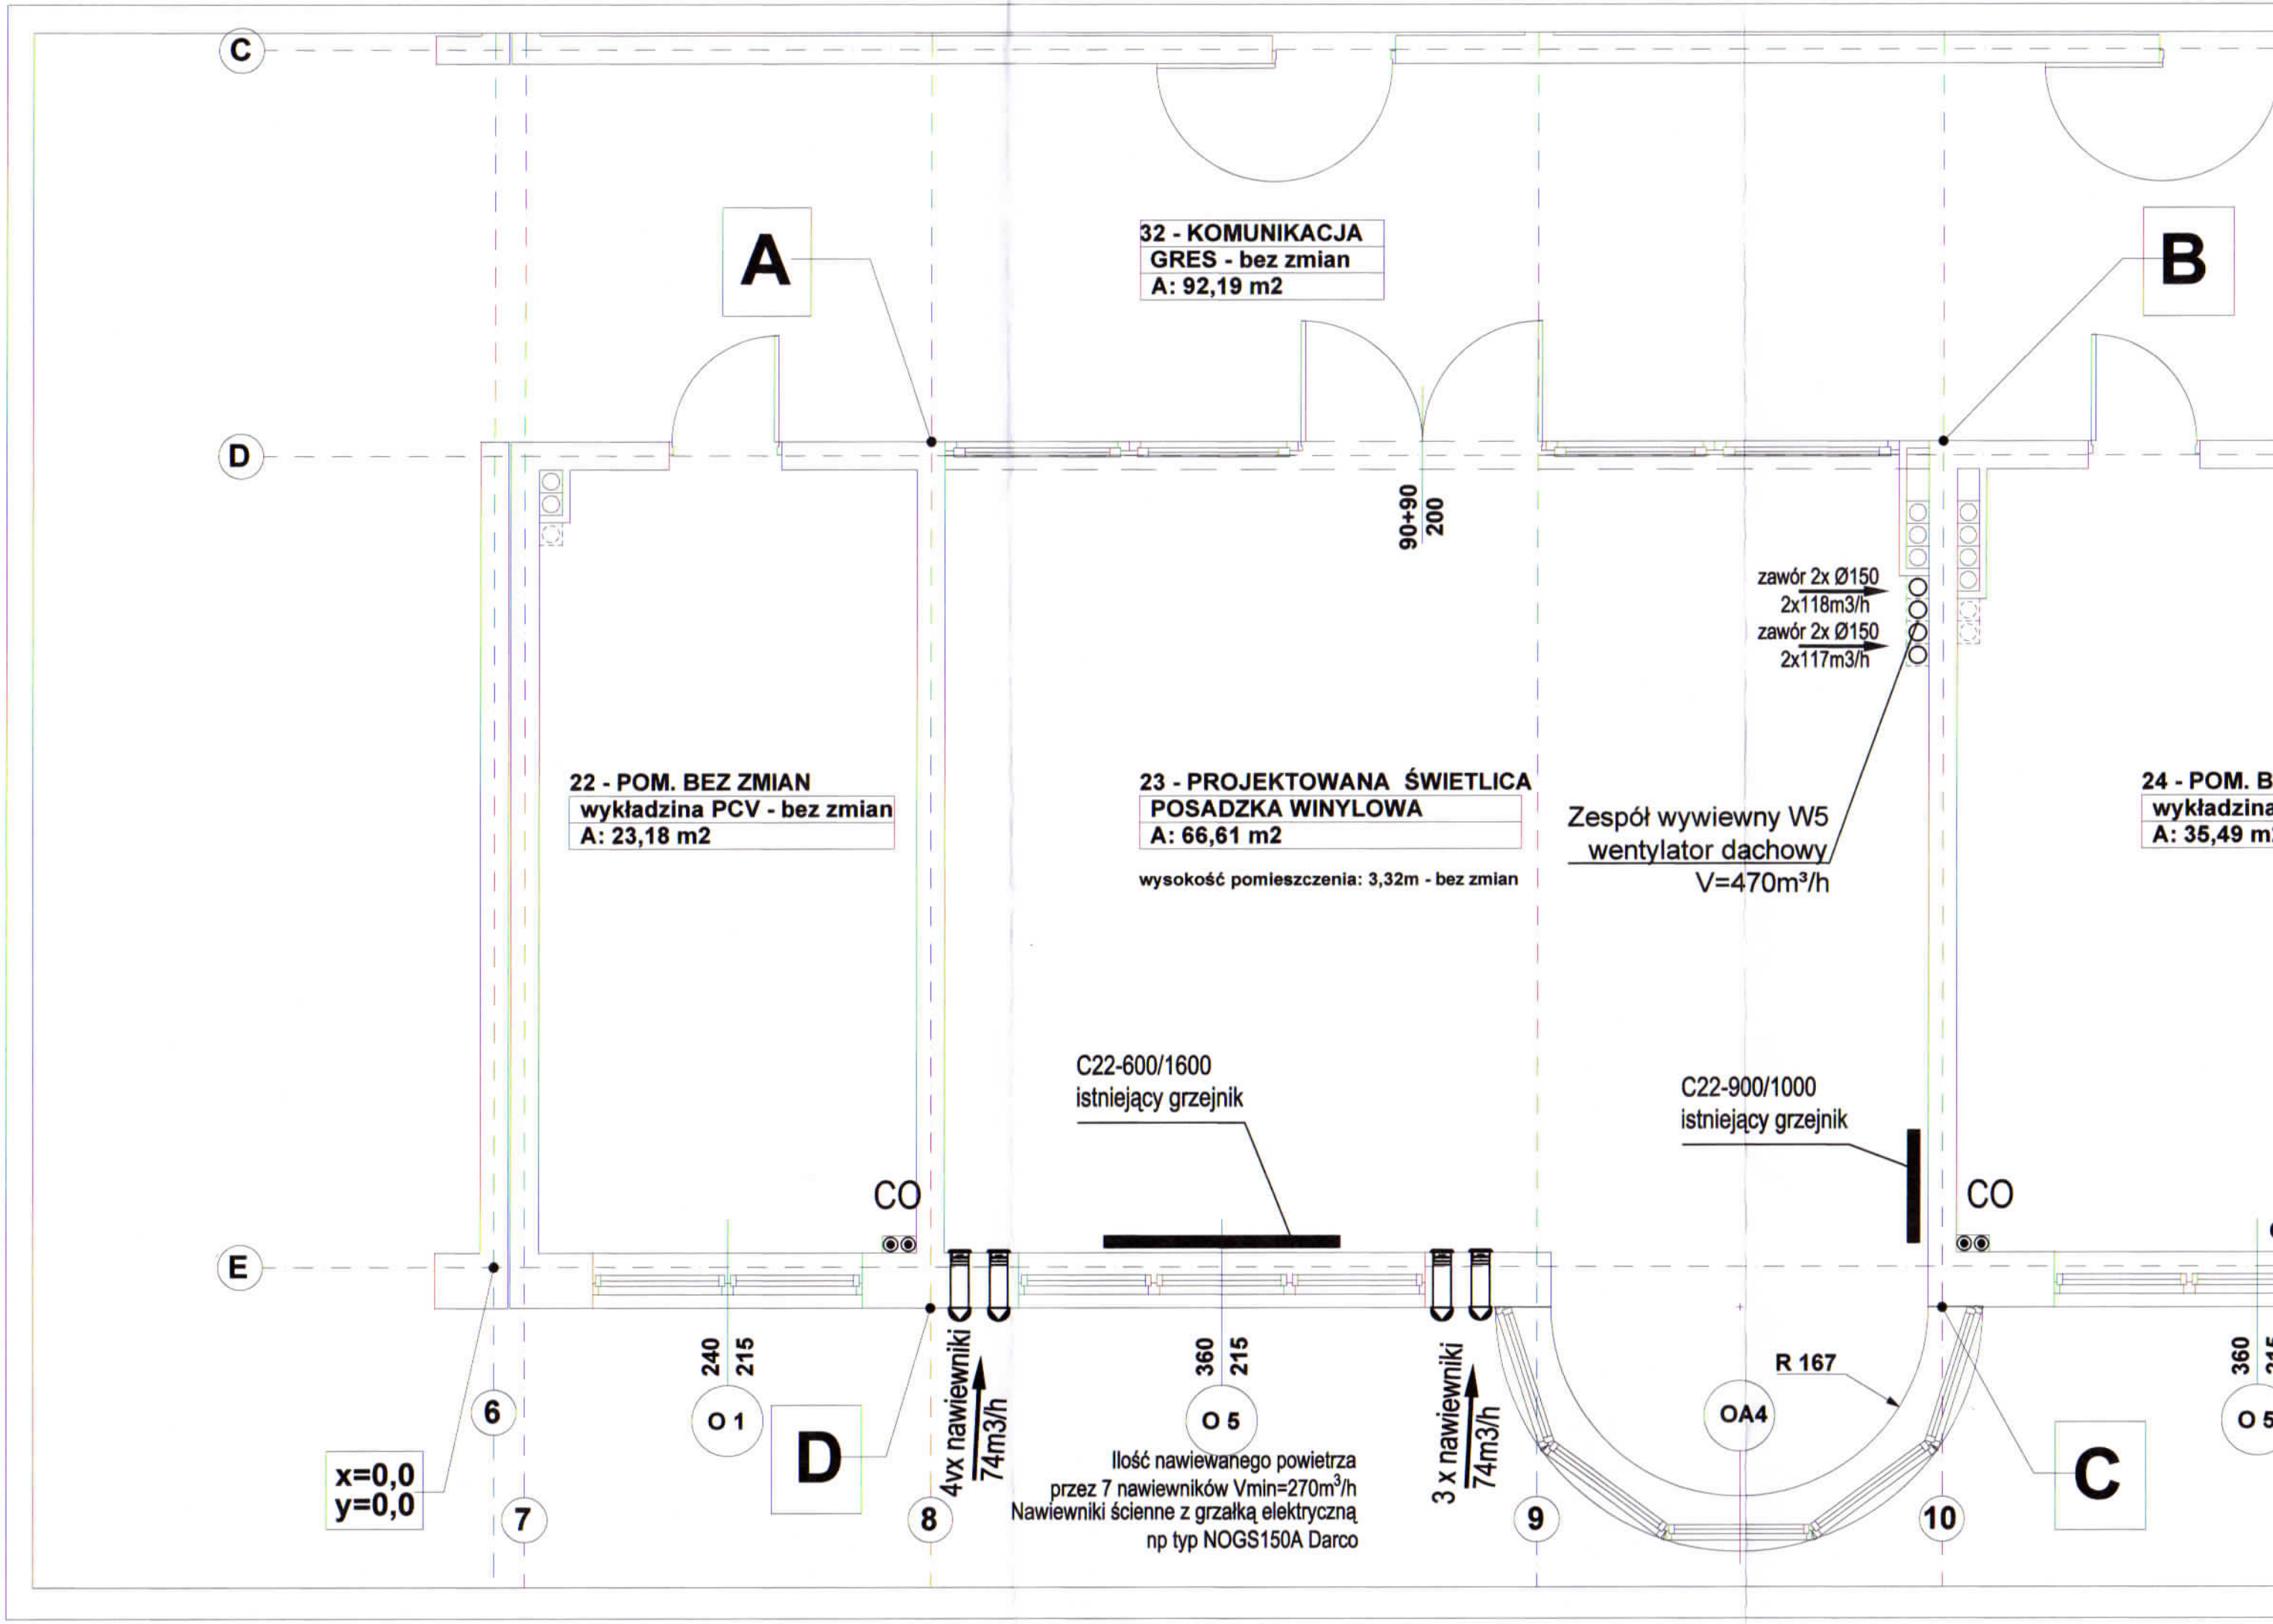 C
A
32 - KOMUNIKACJA
GRES - bez zmian
A: 92,19 m2
B
D
90+90
200
zawór 2x Ø150
2x118m3/h
zawór 2x Ø150
2x117m3/h
22 - POM. BEZ ZMIAN
wykładzina PCV - bez zmian
A: 23,18 m2
23 - PROJEKTOWANA ŚWIETLICA
POSADZKA WINYLOWA
A: 66,61 m2
wysokość pomieszczenia: 3,32m - bez zmian
Zespół wywiewny W5
wentylator dachowy
V=470m³/h
24 - POM. B
wykładzina
A: 35,49 m
C22-600/1600
istniejący grzejnik
C22-900/1000
istniejący grzejnik
CO
CO
E
240
215
360
215
R 167
360
215
6
O 1
D
4vx nawiewniki
74m3/h
O 5
3 x nawiewniki
74m3/h
OA4
O 5
C
x=0,0
y=0,0
Ilość nawiewanego powietrza
przez 7 nawiewników Vmin=270m³/h
Nawiewniki ścienne z grzałką elektryczną
np typ NOGS150A Darco
7
8
9
10